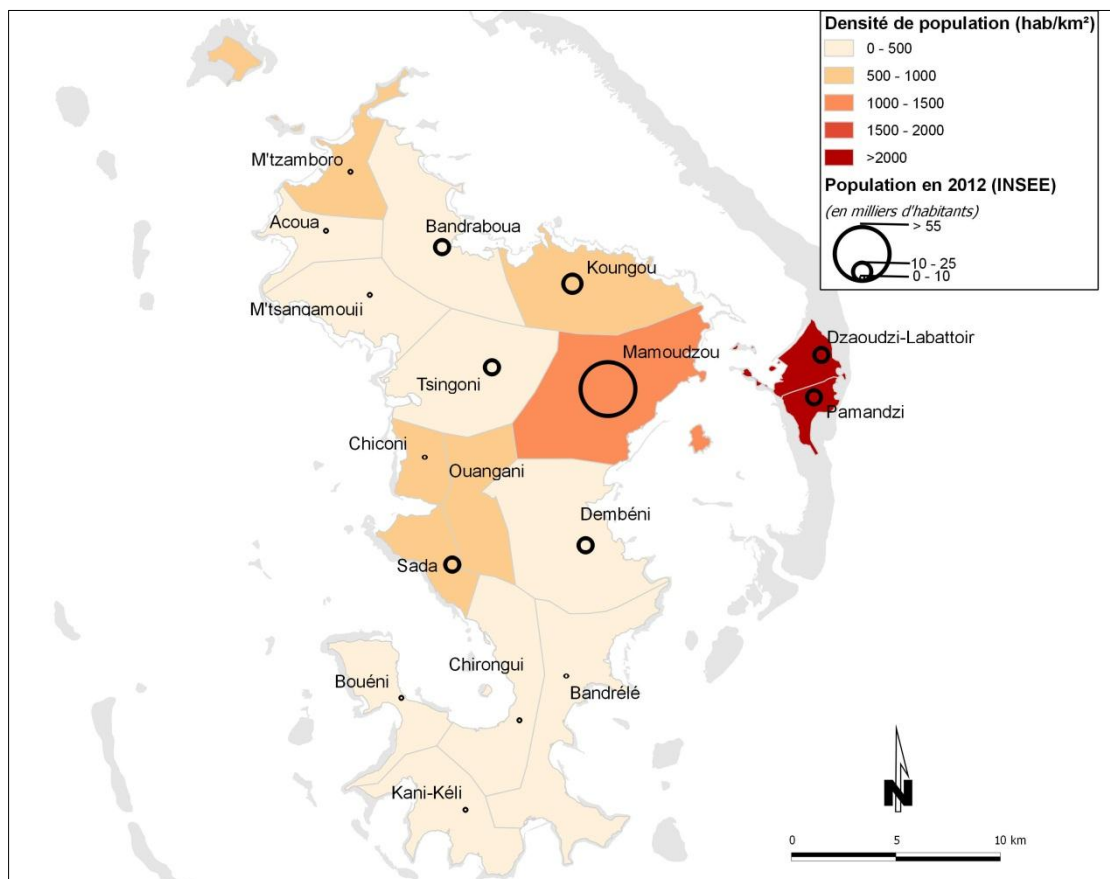 Densité de population (hab/km²)
0 - 500
500 - 1000
1000 - 1500
1500 - 2000
>2000
Population en 2012 (INSEE)
(en milliers d'habitants)
> 55
10 - 25
0 - 10
M'tzamboro
Acoua
Bandraboua
Koungou
M'tsangamouji
Mamoudzou
Dzaoudzi-Labattoir
Tsingoni
Pamandzi
Chiconi
Ouangani
Dembéni
Sada
Chirongui
Bouéni
Bandrélé
Kani-Kéli
N
0 5 10 km